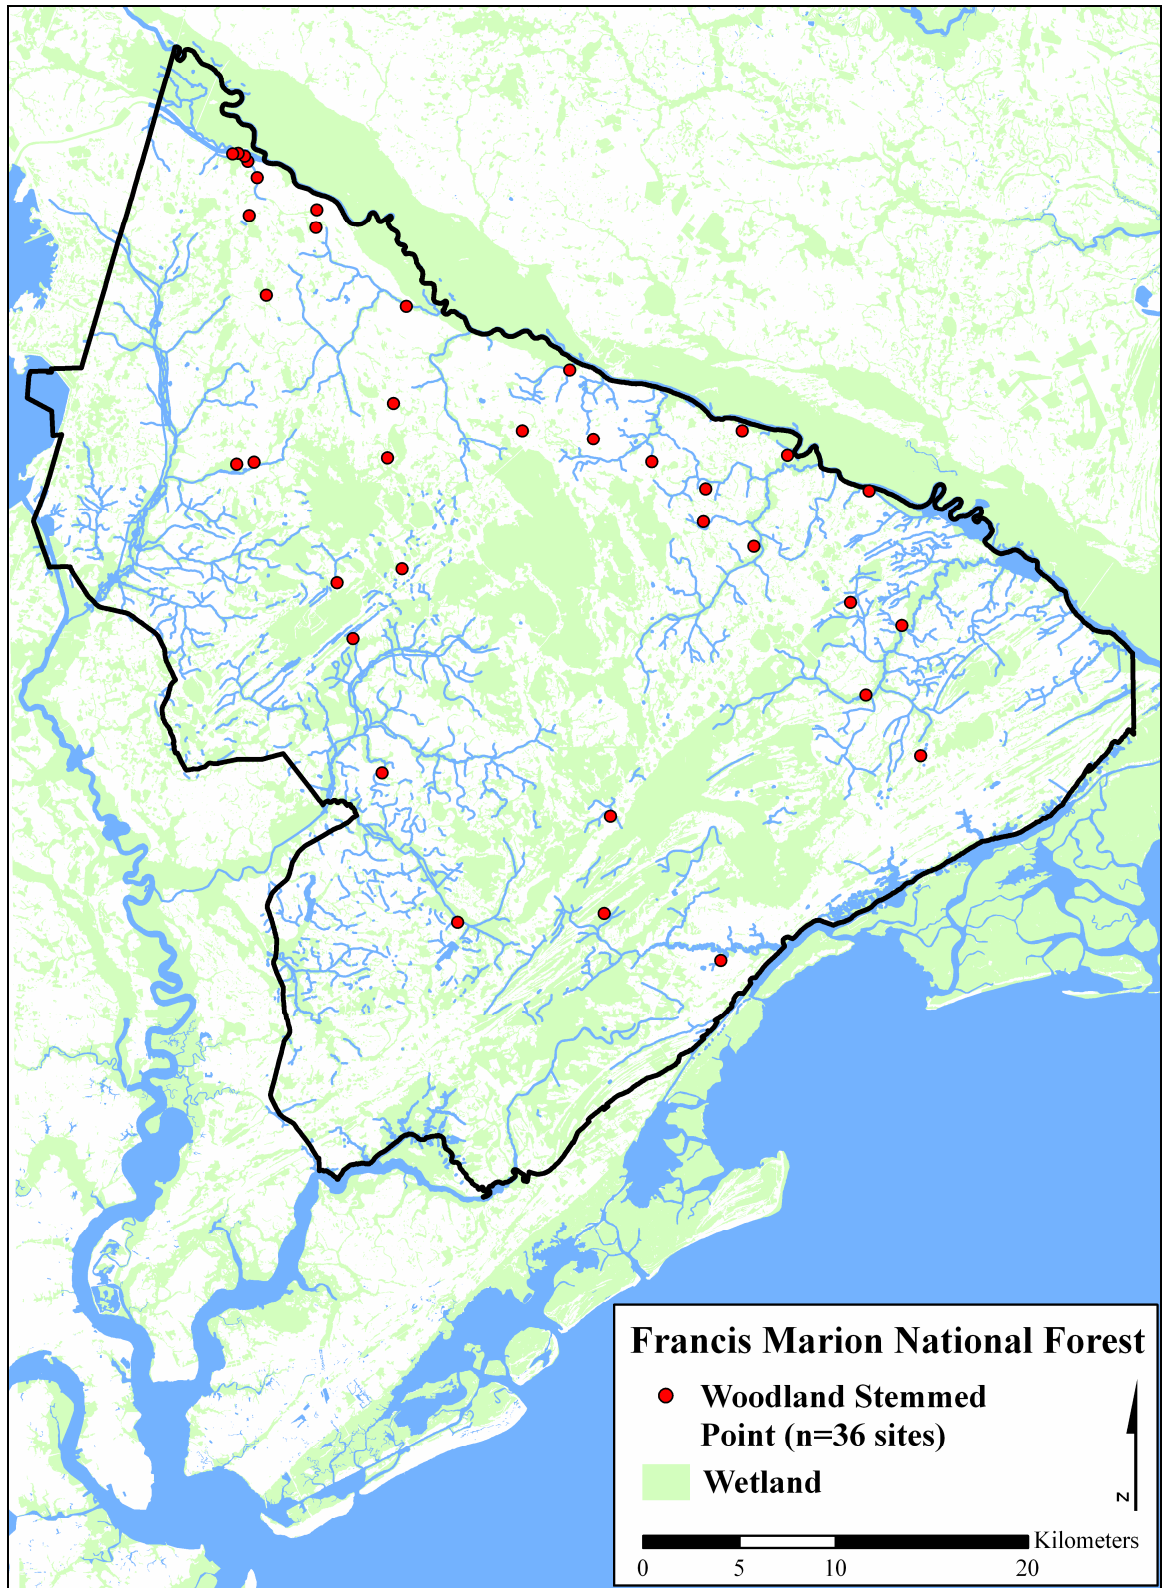 Francis Marion National Forest
Woodland Stemmed
Point (n=36 sites)
Wetland
N
Kilometers
0 5 10 20